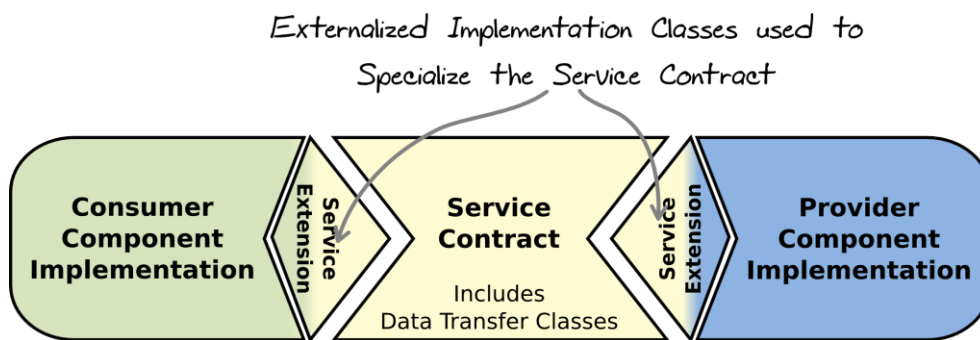 Externalized Implementation Classes used to
Specialize the Service Contract
Consumer
Component
Implementation
Service
Extension
Service
Contract
Includes
Data Transfer Classes
Service
Extension
Provider
Component
Implementation